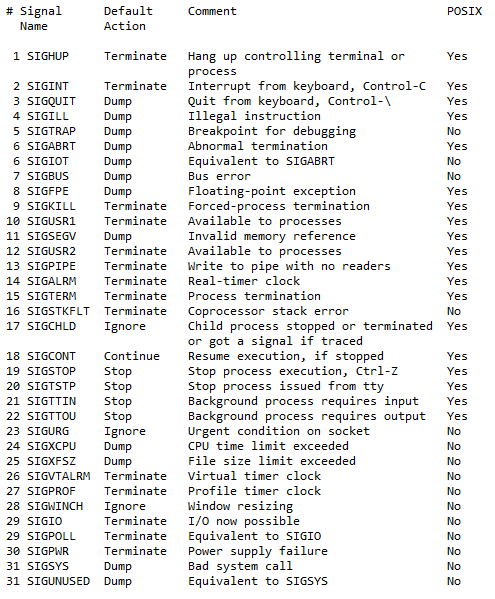 # Signal Default Comment POSIX
Name Action
1 SIGHUP Terminate Hang up controlling terminal or Yes
process
2 SIGINT Terminate Interrupt from keyboard, Control-C Yes
3 SIGQUIT Dump Quit from keyboard, Control-\ Yes
4 SIGILL Dump Illegal instruction Yes
5 SIGTRAP Dump Breakpoint for debugging No
6 SIGABRT Dump Abnormal termination Yes
6 SIGIOT Dump Equivalent to SIGABRT No
7 SIGBUS Dump Bus error No
8 SIGFPE Dump Floating-point exception Yes
9 SIGKILL Terminate Forced-process termination Yes
10 SIGUSR1 Terminate Available to processes Yes
11 SIGSEGV Dump Invalid memory reference Yes
12 SIGUSR2 Terminate Available to processes Yes
13 SIGPIPE Terminate Write to pipe with no readers Yes
14 SIGALRM Terminate Real-timer clock Yes
15 SIGTERM Terminate Process termination Yes
16 SIGSTKFLT Terminate Coprocessor stack error No
17 SIGCHLD Ignore Child process stopped or terminated Yes
or got a signal if traced
18 SIGCONT Continue Resume execution, if stopped Yes
19 SIGSTOP Stop Stop process execution, Ctrl-Z Yes
20 SIGTSTP Stop Stop process issued from tty Yes
21 SIGTTIN Stop Background process requires input Yes
22 SIGTTOU Stop Background process requires output Yes
23 SIGURG Ignore Urgent condition on socket No
24 SIGXCPU Dump CPU time limit exceeded No
25 SIGXFSZ Dump File size limit exceeded No
26 SIGVTALRM Terminate Virtual timer clock No
27 SIGPROF Terminate Profile timer clock No
28 SIGWINCH Ignore Window resizing No
29 SIGIO Terminate I/O now possible No
29 SIGPOLL Terminate Equivalent to SIGIO No
30 SIGPWR Terminate Power supply failure No
31 SIGSYS Dump Bad system call No
31 SIGUNUSED Dump Equivalent to SIGSYS No